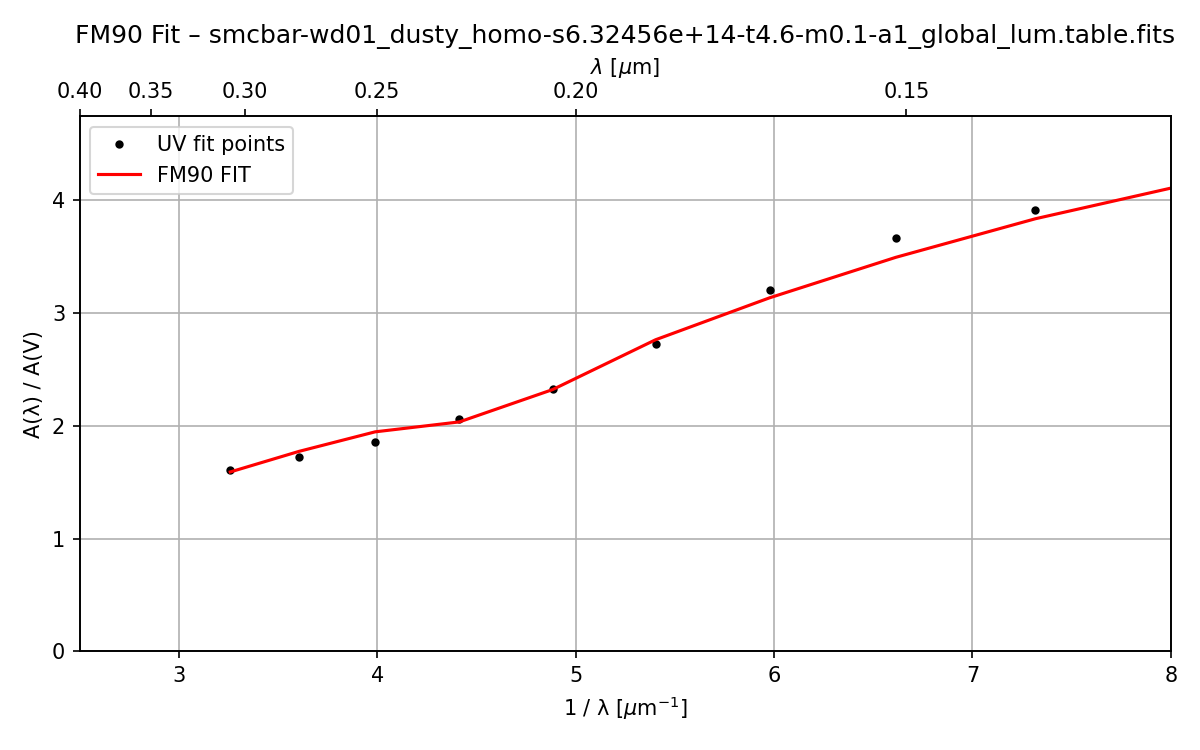 FM90 Fit – smcbar-wd01_dusty_homo-s6.32456e+14-t4.6-m0.1-a1_global_lum.table.fits
λ [μm]
0.40 0.35 0.30 0.25 0.20 0.15
UV fit points
FM90 FIT
4
3
2
1
0
A(λ) / A(V)
3 4 5 6 7 8
1 / λ [μm⁻¹]